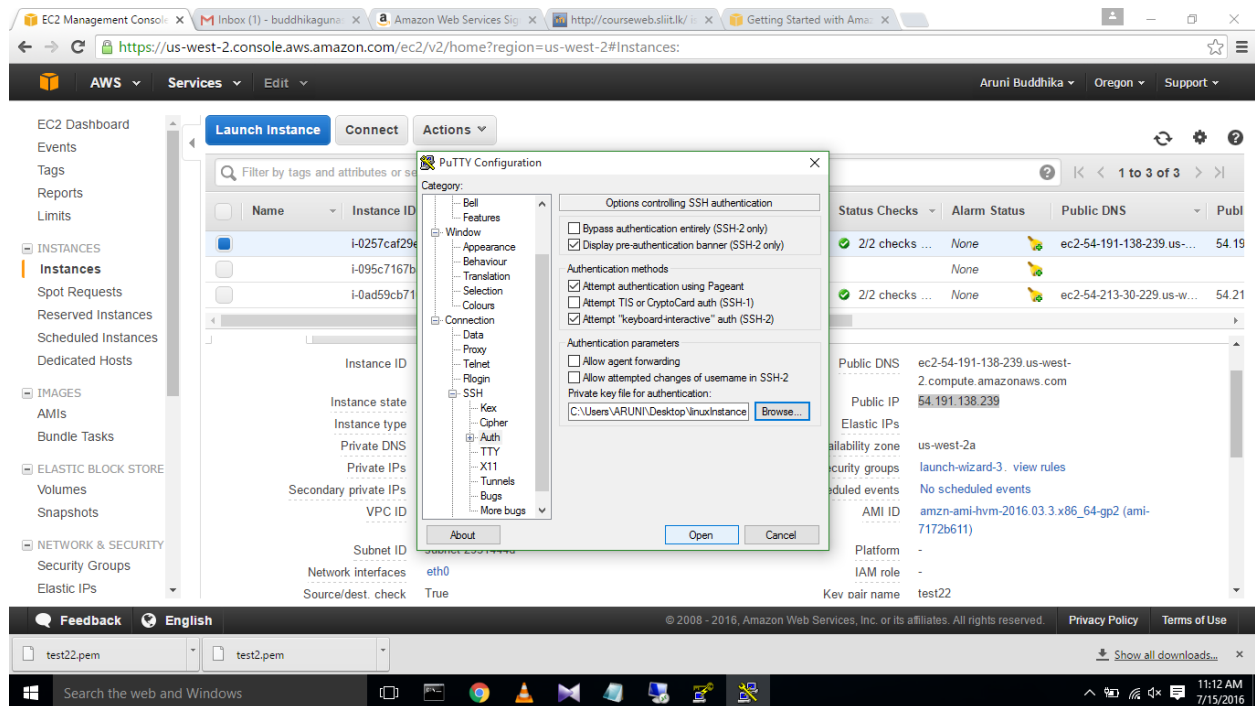 EC2 Management Console
Inbox (1) - buddhikaguna
Amazon Web Services Sig
http://courseweb.sliit.lk/
Getting Started with Ama
https://us-west-2.console.aws.amazon.com/ec2/v2/home?region=us-west-2#Instances:
AWS Services Edit Aruni Buddhika Oregon Support
EC2 Dashboard
Events
Tags
Reports
Limits
INSTANCES
Instances
Spot Requests
Reserved Instances
Scheduled Instances
Dedicated Hosts
IMAGES
AMIs
Bundle Tasks
ELASTIC BLOCK STORE
Volumes
Snapshots
NETWORK & SECURITY
Security Groups
Elastic IPs
Launch Instance Connect Actions
Filter by tags and attributes or se
1 to 3 of 3
Name Instance ID Status Checks Alarm Status Public DNS Publ
i-0257caf29e 2/2 checks ... None ec2-54-191-138-239.us-... 54.19
i-095c7167b None
i-0ad59cb71 2/2 checks ... None ec2-54-213-30-229.us-w... 54.21
PuTTY Configuration
Category:
Bell
Features
Window
Appearance
Behaviour
Translation
Selection
Colours
Connection
Data
Proxy
Telnet
Rlogin
SSH
Kex
Cipher
Auth
TTY
X11
Tunnels
Bugs
More bugs
Options controlling SSH authentication
Bypass authentication entirely (SSH-2 only)
Display pre-authentication banner (SSH-2 only)
Authentication methods
Attempt authentication using Pageant
Attempt TIS or CryptoCard auth (SSH-1)
Attempt "keyboard-interactive" auth (SSH-2)
Authentication parameters
Allow agent forwarding
Allow attempted changes of username in SSH-2
Private key file for authentication:
C:\Users\ARUNI\Desktop\linuxInstance Browse...
About Open Cancel
Instance ID
Instance state
Instance type
Private DNS
Private IPs
Secondary private IPs
VPC ID
Subnet ID
Network interfaces eth0
Source/dest. check True
Public DNS ec2-54-191-138-239.us-west-
2.compute.amazonaws.com
Public IP 54.191.138.239
Elastic IPs
ailability zone us-west-2a
curity groups launch-wizard-3. view rules
eduled events No scheduled events
AMI ID amzn-ami-hvm-2016.03.3.x86_64-gp2 (ami-
7172b611)
Platform -
IAM role -
Key pair name test22
Feedback English © 2008 - 2016, Amazon Web Services, Inc. or its affiliates. All rights reserved. Privacy Policy Terms of Use
test22.pem test2.pem Show all downloads...
Search the web and Windows
11:12 AM
7/15/2016